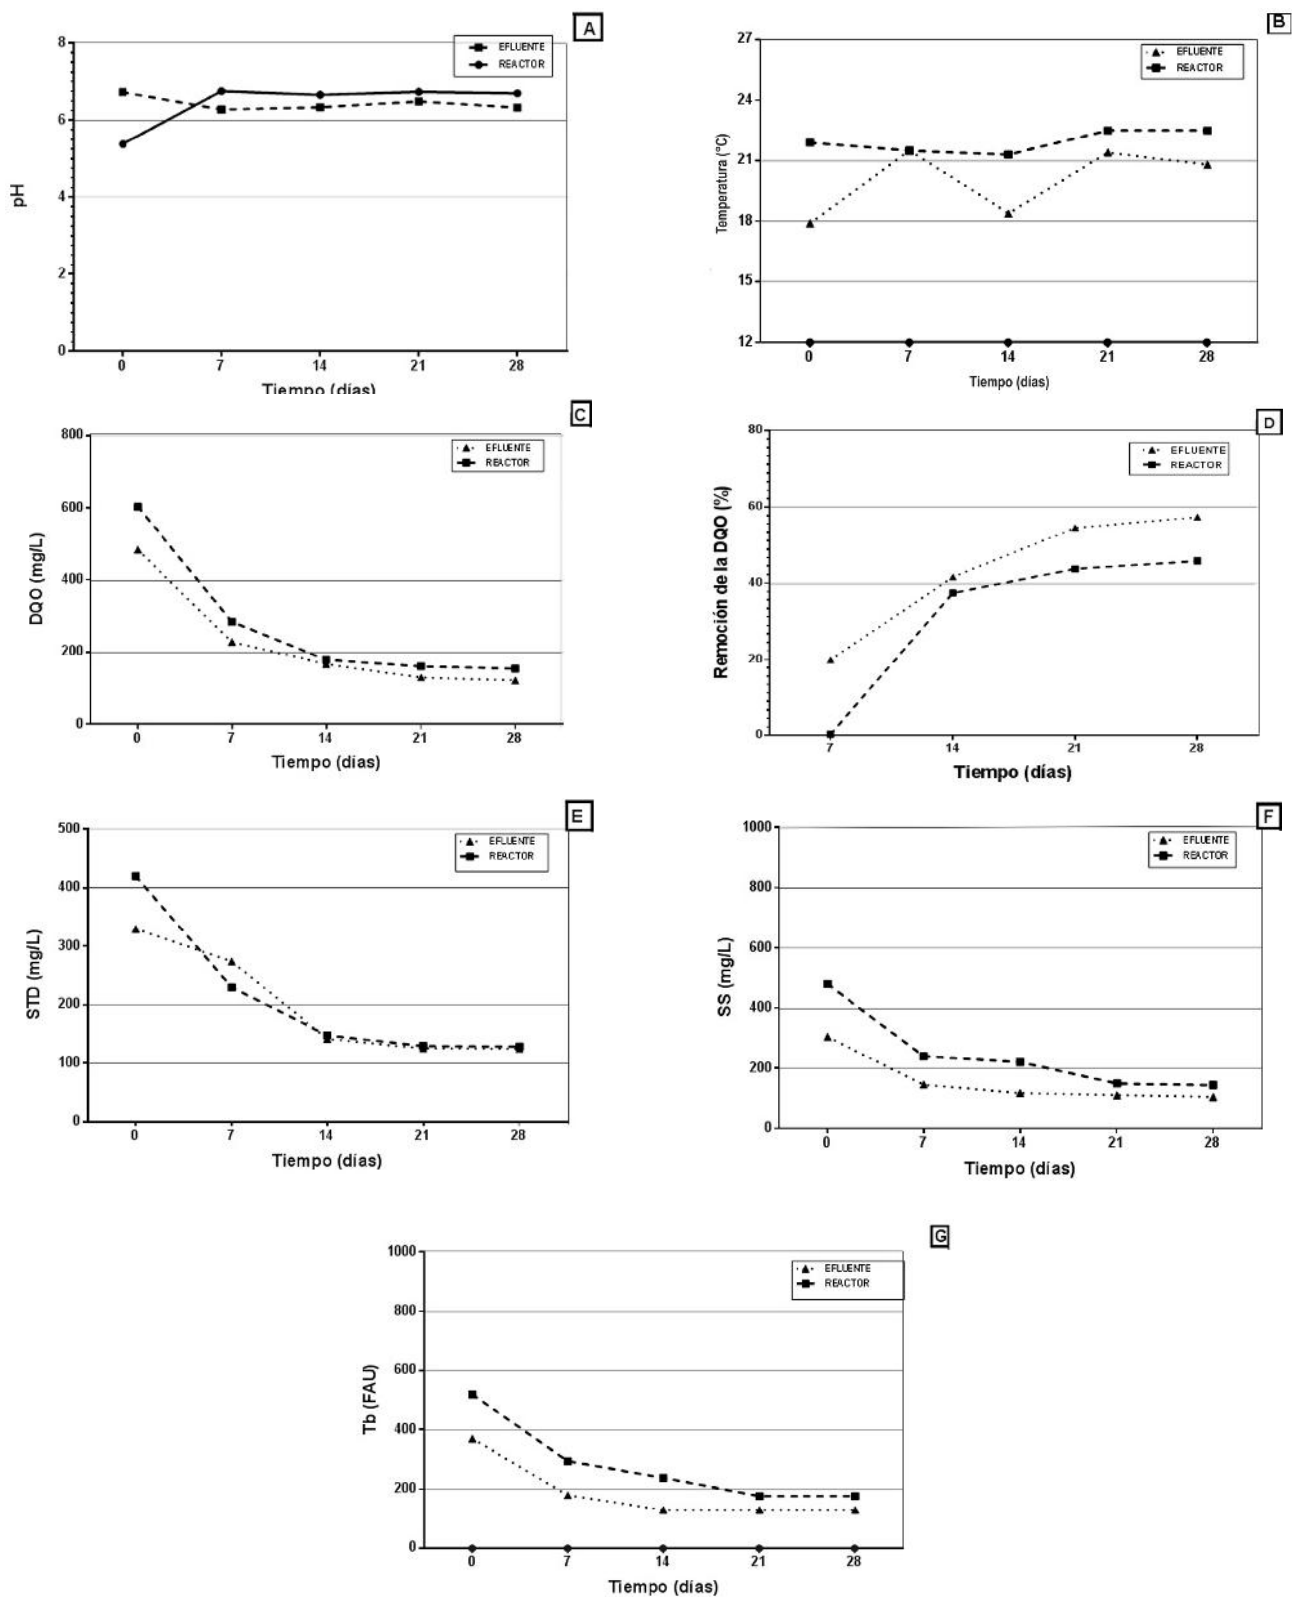 A
EFLUENTE
REACTOR
pH
8
6
4
2
0
0 7 14 21 28
Tiempo (días)
B
EFLUENTE
REACTOR
Temperatura (°C)
27
24
21
18
15
12
0 7 14 21 28
Tiempo (días)
C
EFLUENTE
REACTOR
DQO (mg/L)
800
600
400
200
0
0 7 14 21 28
Tiempo (días)
D
EFLUENTE
REACTOR
Remoción de la DQO (%)
80
60
40
20
0
7 14 21 28
Tiempo (días)
E
EFLUENTE
REACTOR
STD (mg/L)
500
400
300
200
100
0
0 7 14 21 28
Tiempo (días)
F
EFLUENTE
REACTOR
SS (mg/L)
1000
800
600
400
200
0
0 7 14 21 28
Tiempo (días)
G
EFLUENTE
REACTOR
Tb (FAU)
1000
800
600
400
200
0
0 7 14 21 28
Tiempo (días)